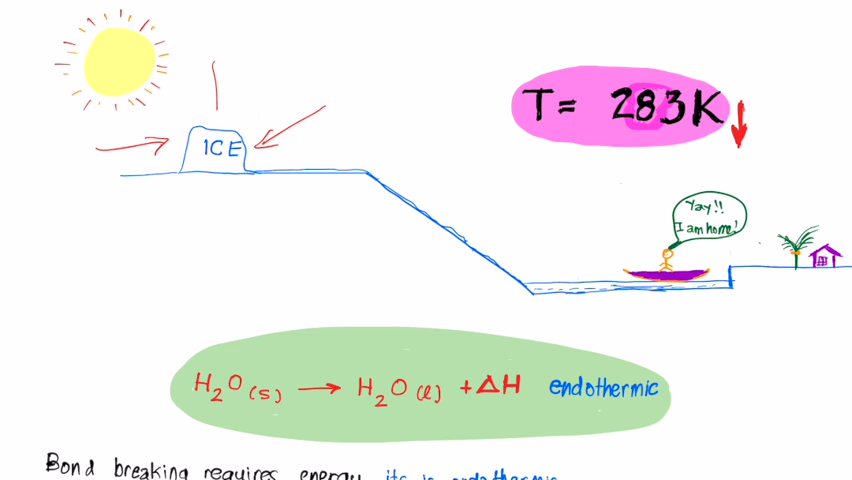 T= 283K
ICE
Yay!!
I am home!
H₂O (s) → H₂O (l) + ΔH endothermic
Bond breaking requires energy